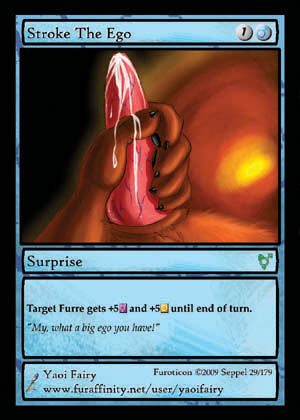 Stroke The Ego
1
Surprise
Target Furre gets +5 and +5 until end of turn.
"My, what a big ego you have!"
Yaoi Fairy
Furoticon ©2009 Seppel 29/179
www.furaffinity.net/user/yaoifairy